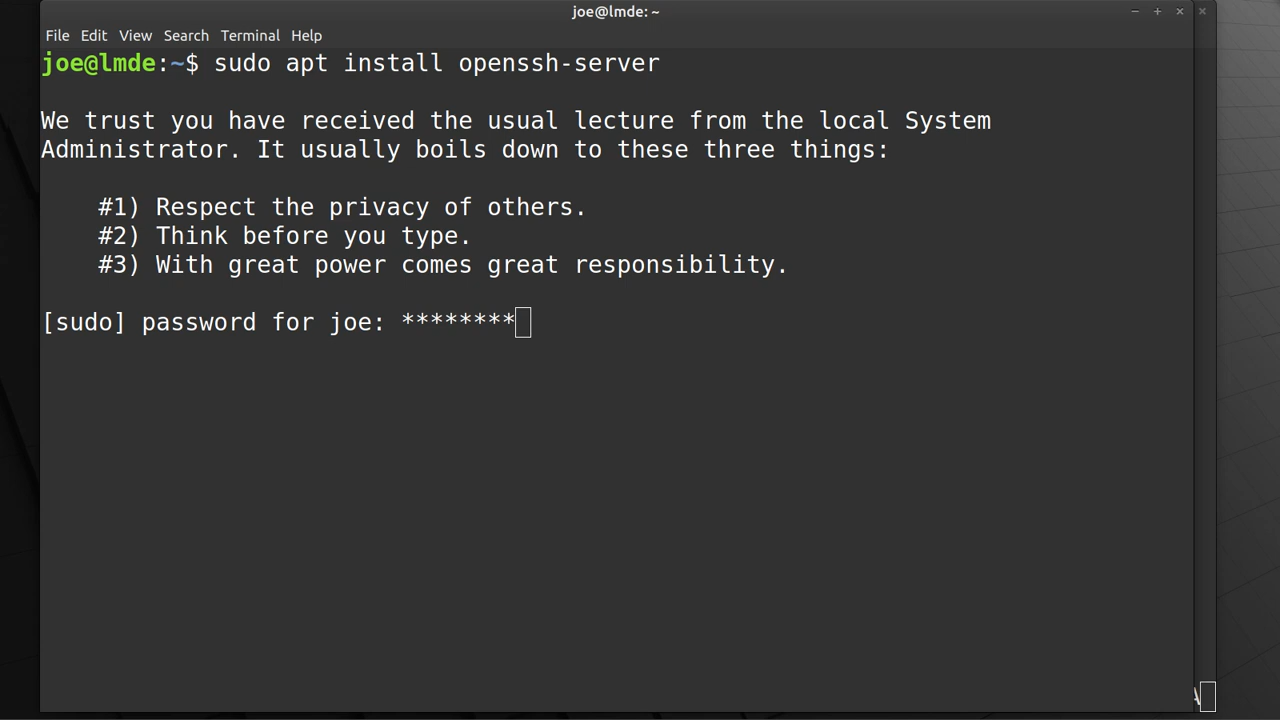 joe@lmde: ~
File Edit View Search Terminal Help
joe@lmde:~$ sudo apt install openssh-server
We trust you have received the usual lecture from the local System
Administrator. It usually boils down to these three things:
#1) Respect the privacy of others.
#2) Think before you type.
#3) With great power comes great responsibility.
[sudo] password for joe: ********